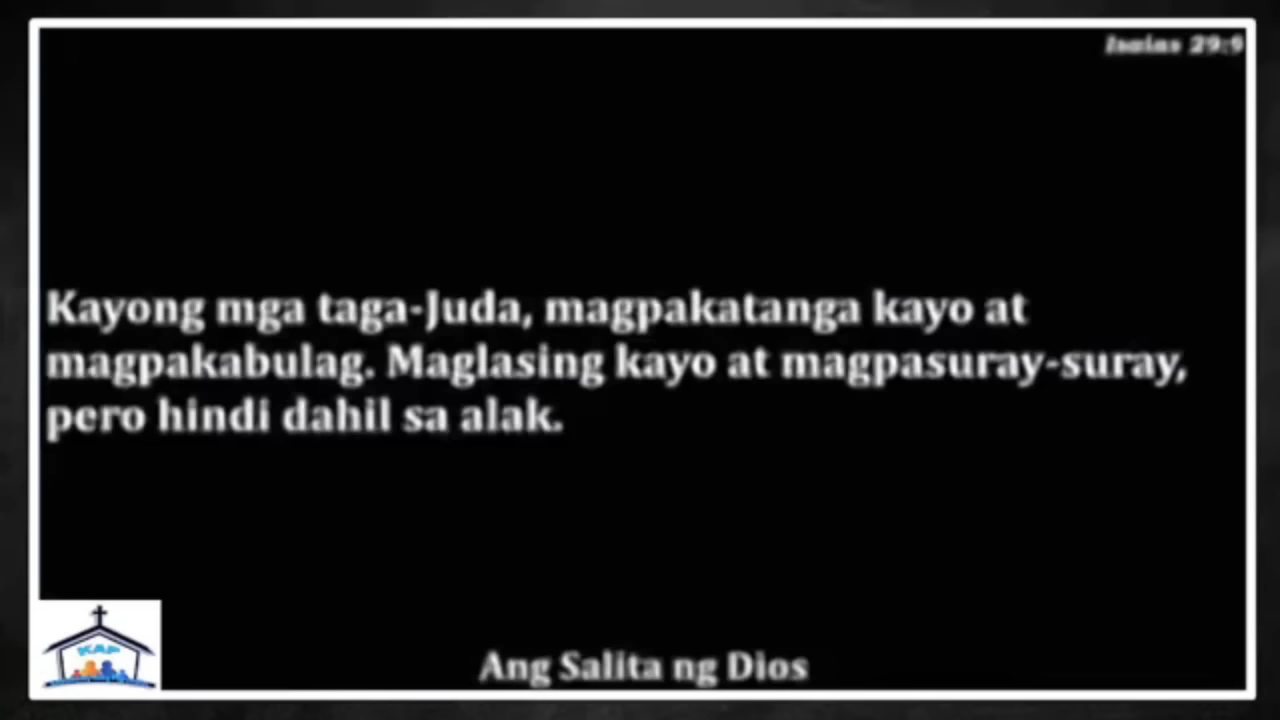 Isaias 29:9
Kayong mga taga-Juda, magpakatanga kayo at
magpakabulag. Maglasing kayo at magpasuray-suray,
pero hindi dahil sa alak.
KAP
Ang Salita ng Dios